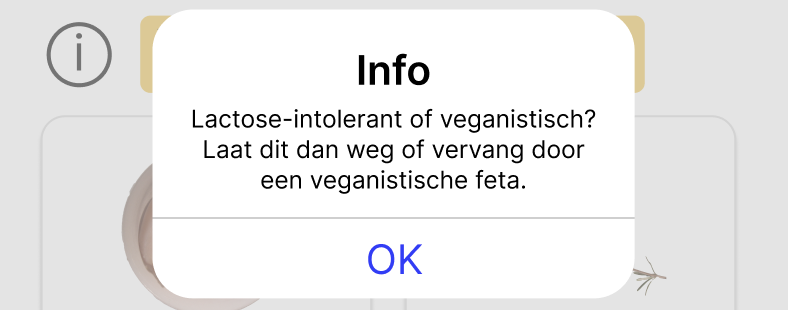 Info
Lactose-intolerant of veganistisch?
Laat dit dan weg of vervang door
een veganistische feta.
OK